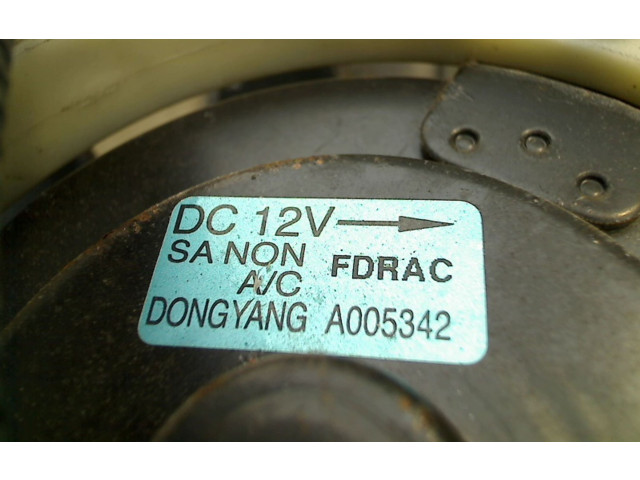 DC 12V
SA NON FDRAC
A/C
DONGYANG A005342